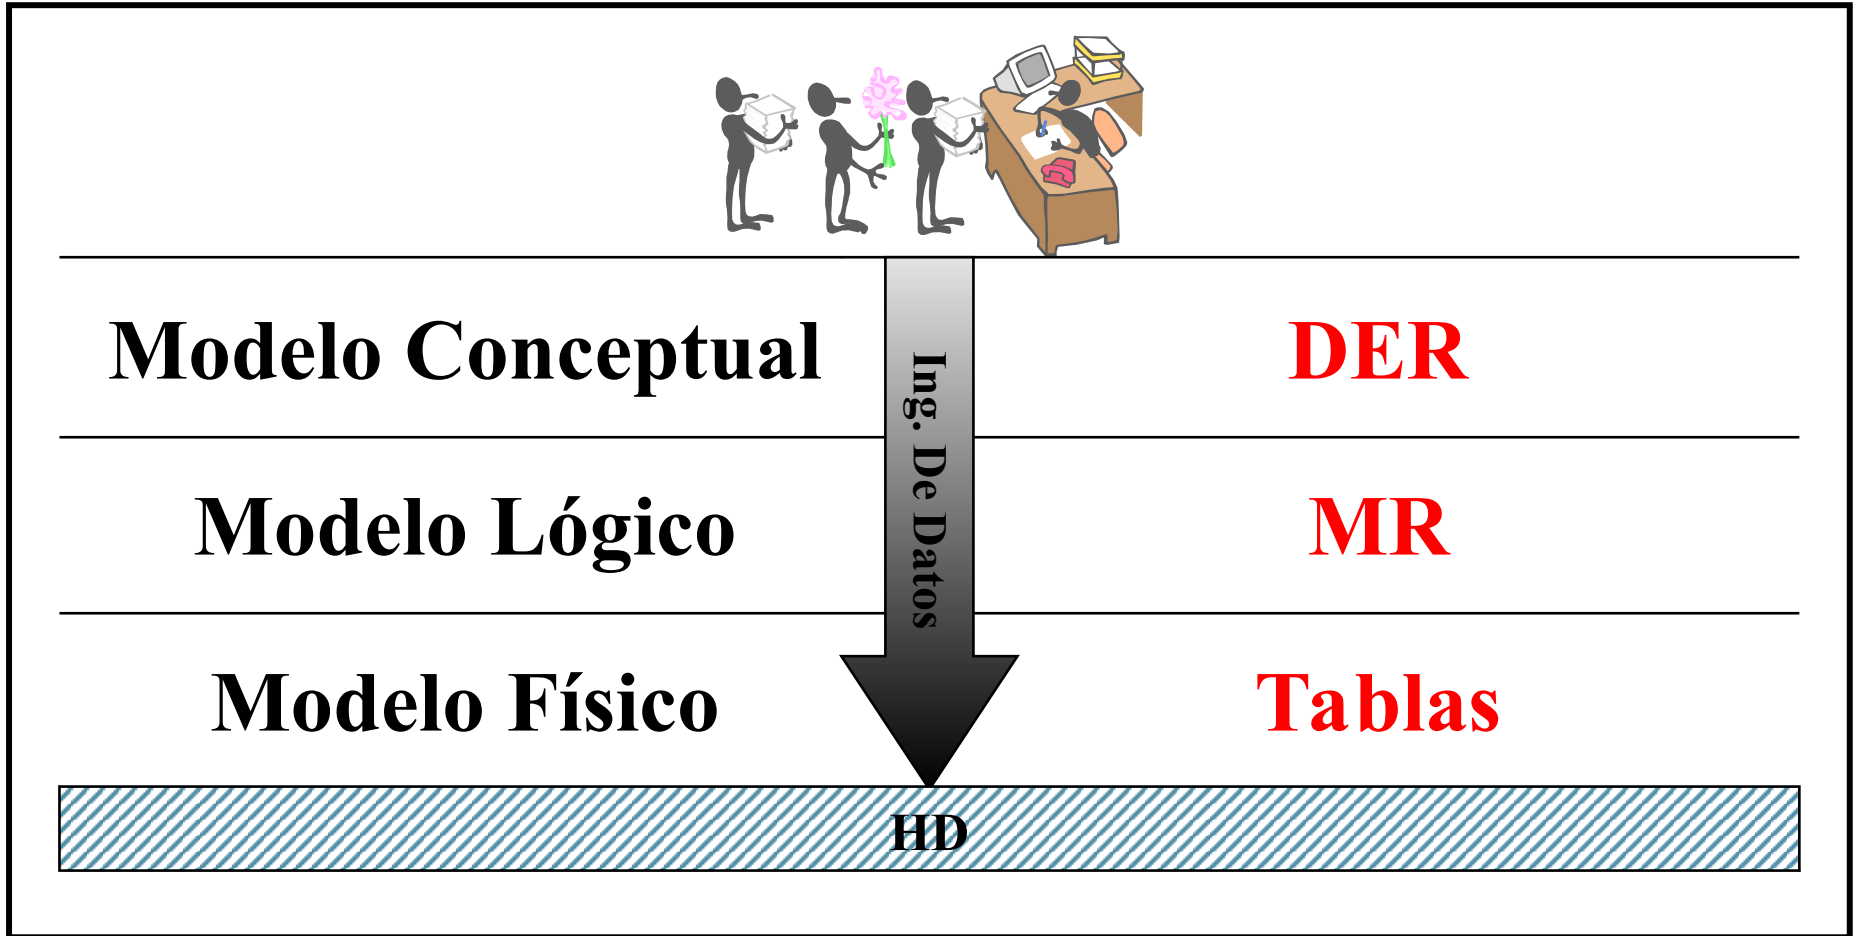 Modelo Conceptual
DER
Ing. De Datos
Modelo Lógico
MR
Modelo Físico
Tablas
HD